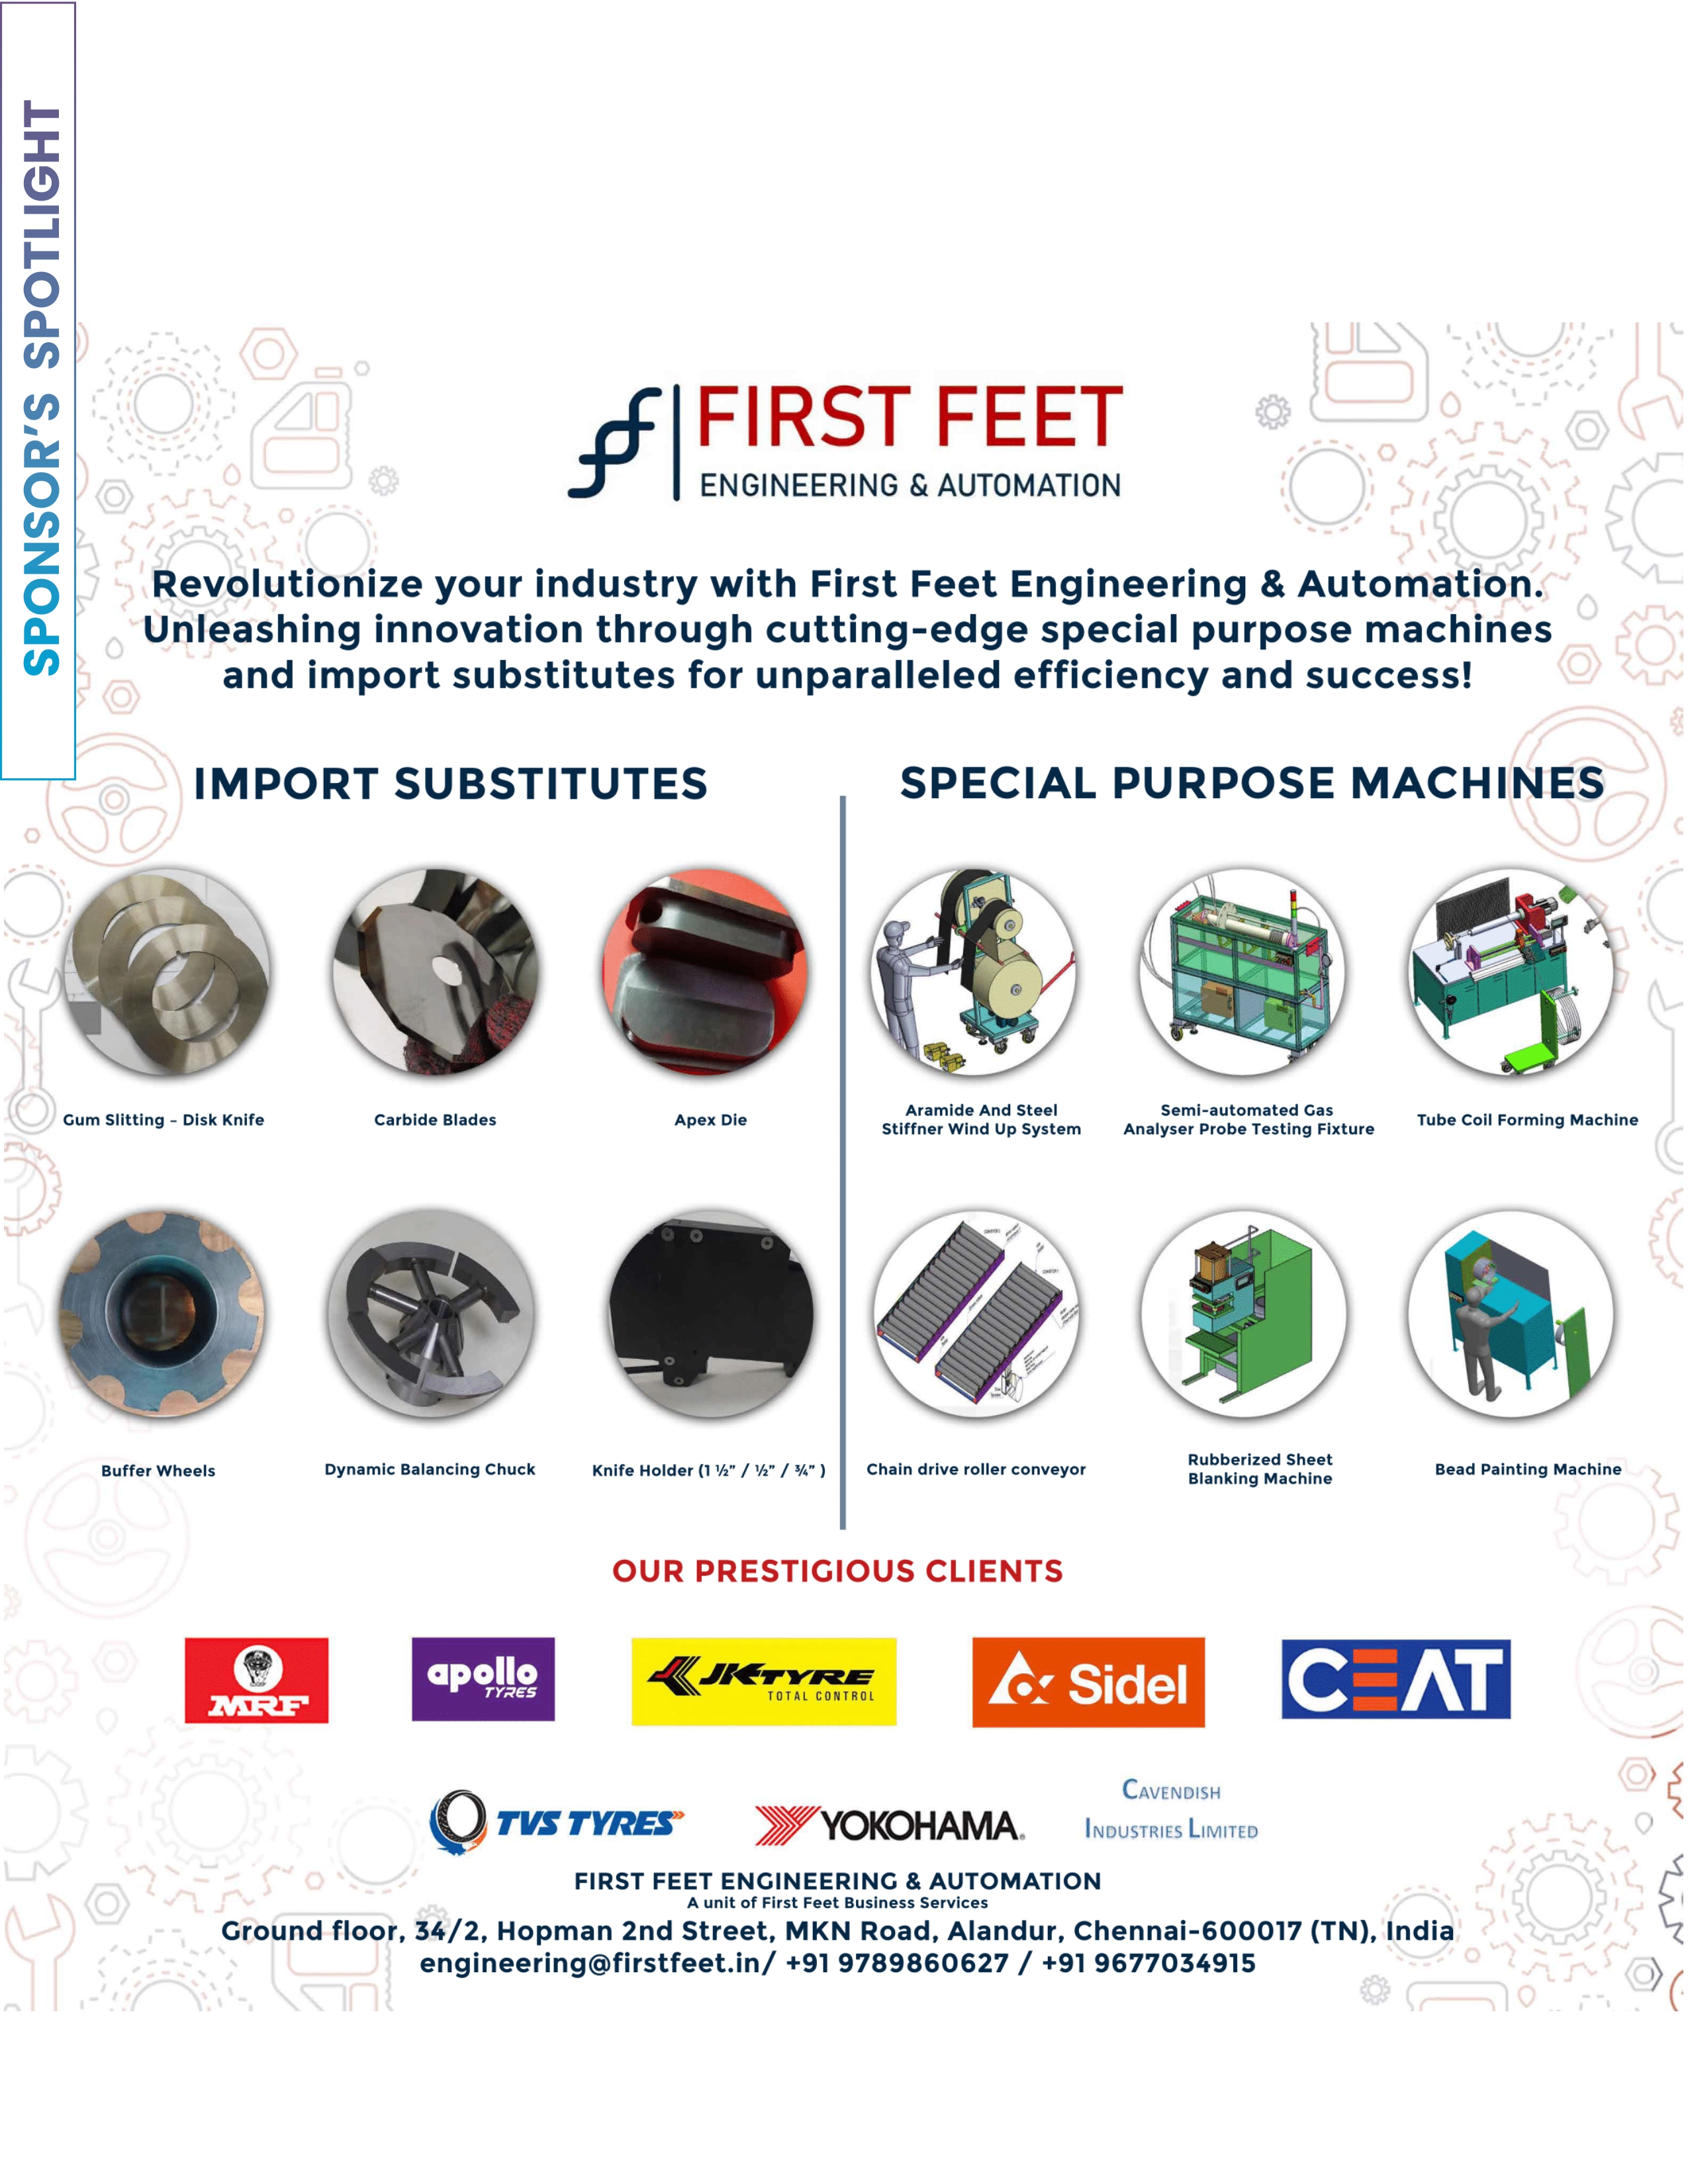 SPONSOR'S SPOTLIGHT
FIRST FEET
ENGINEERING & AUTOMATION
Revolutionize your industry with First Feet Engineering & Automation.
Unleashing innovation through cutting-edge special purpose machines
and import substitutes for unparalleled efficiency and success!
IMPORT SUBSTITUTES
Gum Slitting - Disk Knife
Carbide Blades
Apex Die
Buffer Wheels
Dynamic Balancing Chuck
Knife Holder (1 ½" / ½" / ¾" )
SPECIAL PURPOSE MACHINES
Aramide And Steel
Stiffner Wind Up System
Semi-automated Gas
Analyser Probe Testing Fixture
Tube Coil Forming Machine
Chain drive roller conveyor
Rubberized Sheet
Blanking Machine
Bead Painting Machine
OUR PRESTIGIOUS CLIENTS
MRF
apollo
TYRES
JK TYRE
TOTAL CONTROL
Sidel
CEAT
TVS TYRES
YOKOHAMA
CAVENDISH
INDUSTRIES LIMITED
FIRST FEET ENGINEERING & AUTOMATION
A unit of First Feet Business Services
Ground floor, 34/2, Hopman 2nd Street, MKN Road, Alandur, Chennai-600017 (TN), India
engineering@firstfeet.in/ +91 9789860627 / +91 9677034915